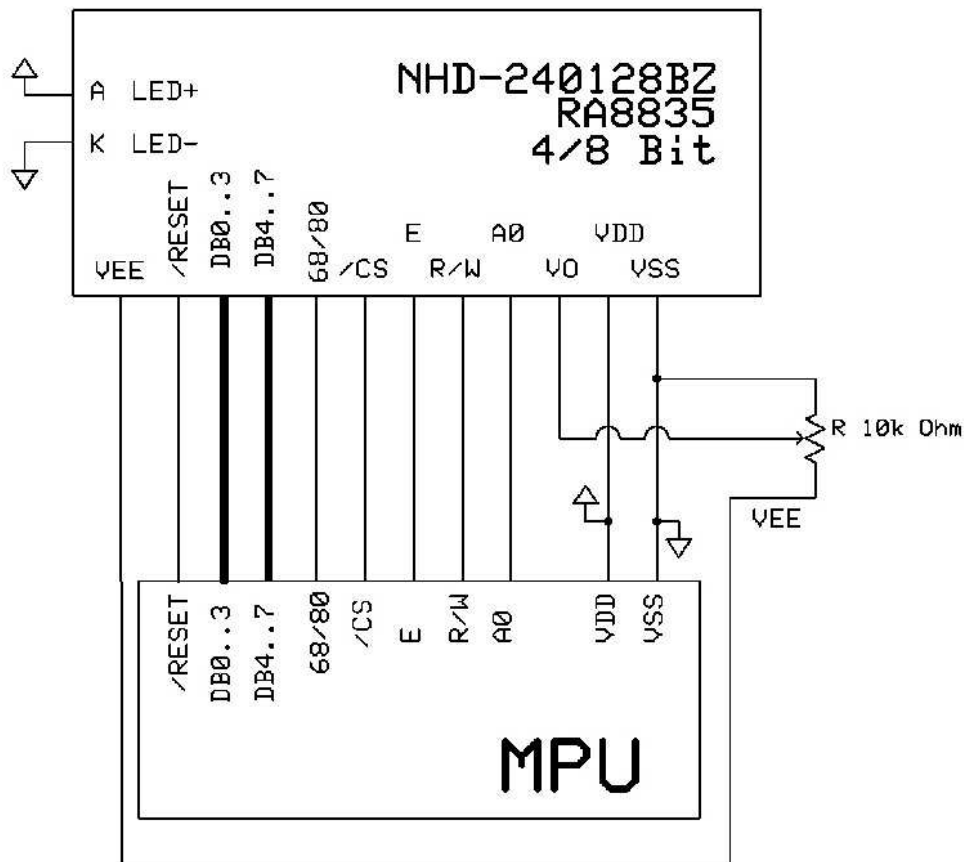 NHD-240128BZ
RA8835
4/8 Bit
A LED+
K LED-
VEE
/RESET
DB0..3
DB4..7
68/80
/CS
E
R/W
A0
VO
VDD
VSS
R 10k Ohm
VEE
/RESET
DB0..3
DB4..7
68/80
/CS
E
R/W
A0
VDD
VSS
MPU